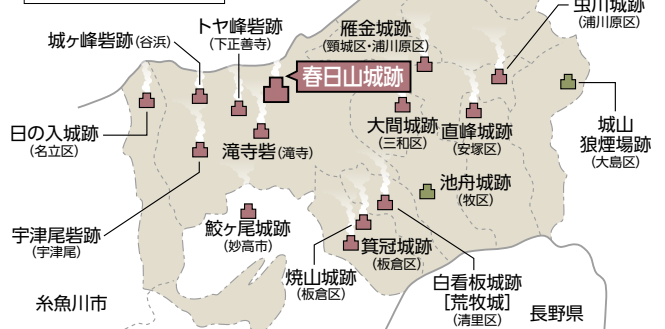 虫川城跡
(浦川原区)
トヤ峰砦跡
(下正善寺)
雁金城跡
(頸城区・浦川原区)
城ヶ峰砦跡(谷浜)
春日山城跡
日の入城跡
(名立区)
滝寺砦(滝寺)
大間城跡
(三和区)
直峰城跡
(安塚区)
城山
狼煙場跡
(大島区)
池舟城跡
(牧区)
宇津尾砦跡
(宇津尾)
鮫ヶ尾城跡
(妙高市)
箕冠城跡
(板倉区)
焼山城跡
(板倉区)
白看板城跡
[荒牧城]
(清里区)
糸魚川市
長野県